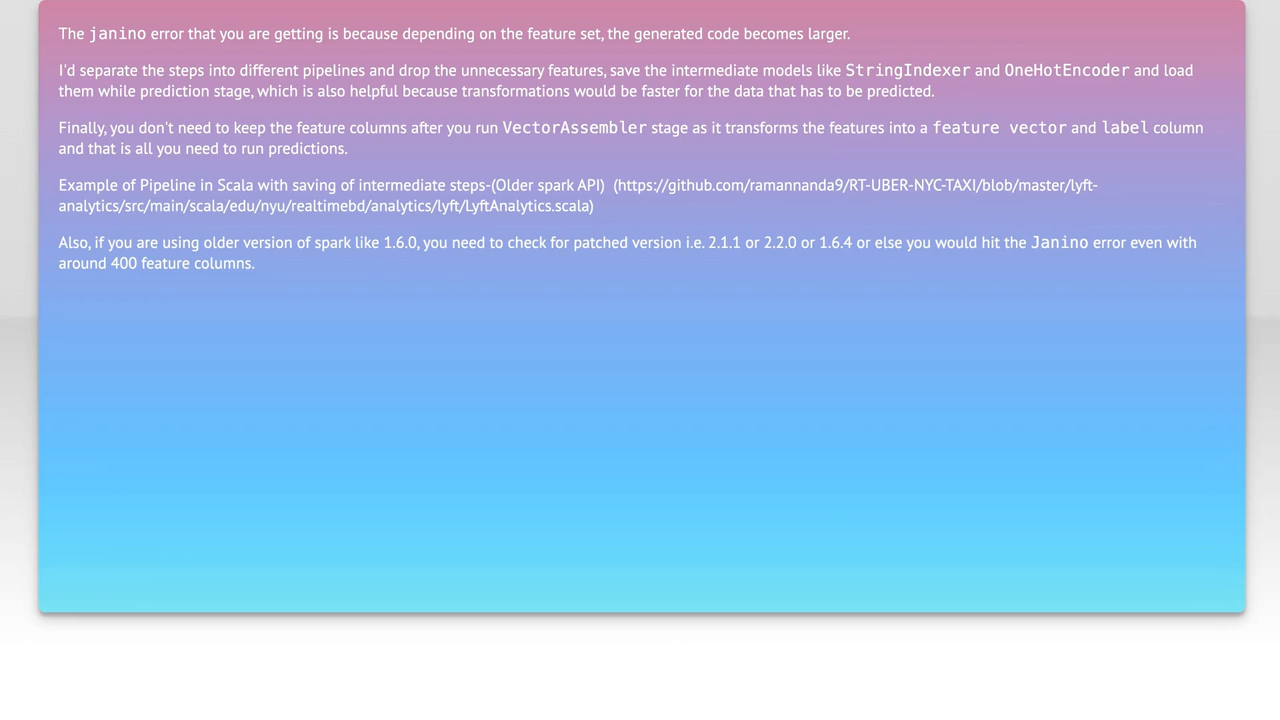 The janino error that you are getting is because depending on the feature set, the generated code becomes larger.
I'd separate the steps into different pipelines and drop the unnecessary features, save the intermediate models like StringIndexer and OneHotEncoder and load
them while prediction stage, which is also helpful because transformations would be faster for the data that has to be predicted.
Finally, you don't need to keep the feature columns after you run VectorAssembler stage as it transforms the features into a feature vector and label column
and that is all you need to run predictions.
Example of Pipeline in Scala with saving of intermediate steps-(Older spark API)  (https://github.com/ramannanda9/RT-UBER-NYC-TAXI/blob/master/lyft-
analytics/src/main/scala/edu/nyu/realtimebd/analytics/lyft/LyftAnalytics.scala)
Also, if you are using older version of spark like 1.6.0, you need to check for patched version i.e. 2.1.1 or 2.2.0 or 1.6.4 or else you would hit the Janino error even with
around 400 feature columns.